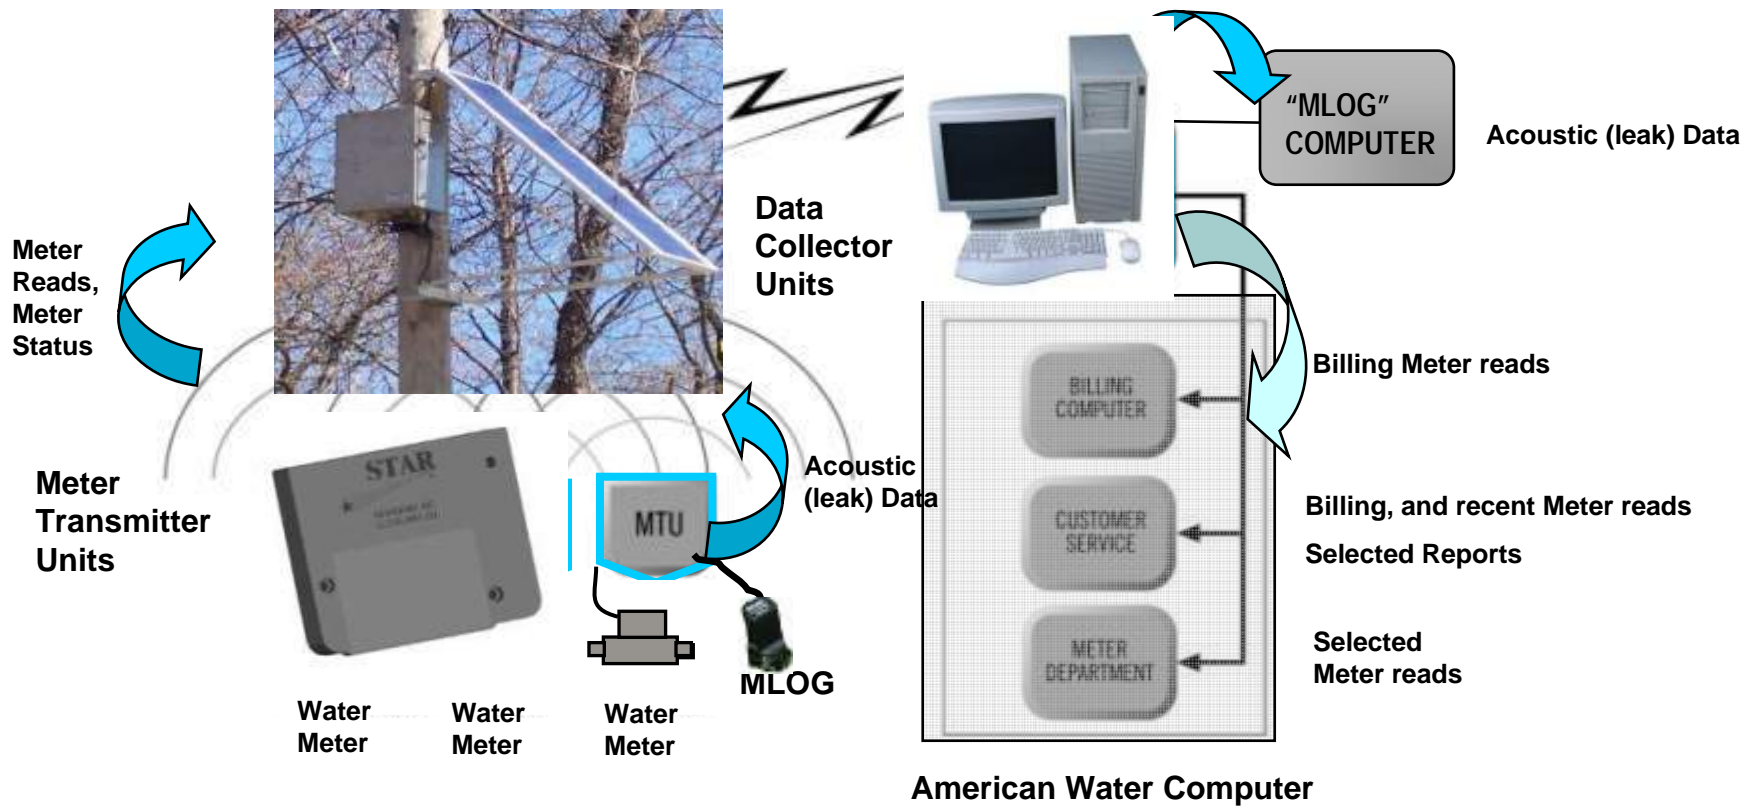 “MLOG”
COMPUTER
Acoustic (leak) Data
Data
Collector
Units
Meter
Reads,
Meter
Status
Billing Meter reads
BILLING
COMPUTER
STAR
Meter
Transmitter
Units
MTU
Acoustic
(leak) Data
Billing, and recent Meter reads
Selected Reports
CUSTOMER
SERVICE
Selected
Meter reads
METER
DEPARTMENT
MLOG
Water
Meter
Water
Meter
Water
Meter
American Water Computer